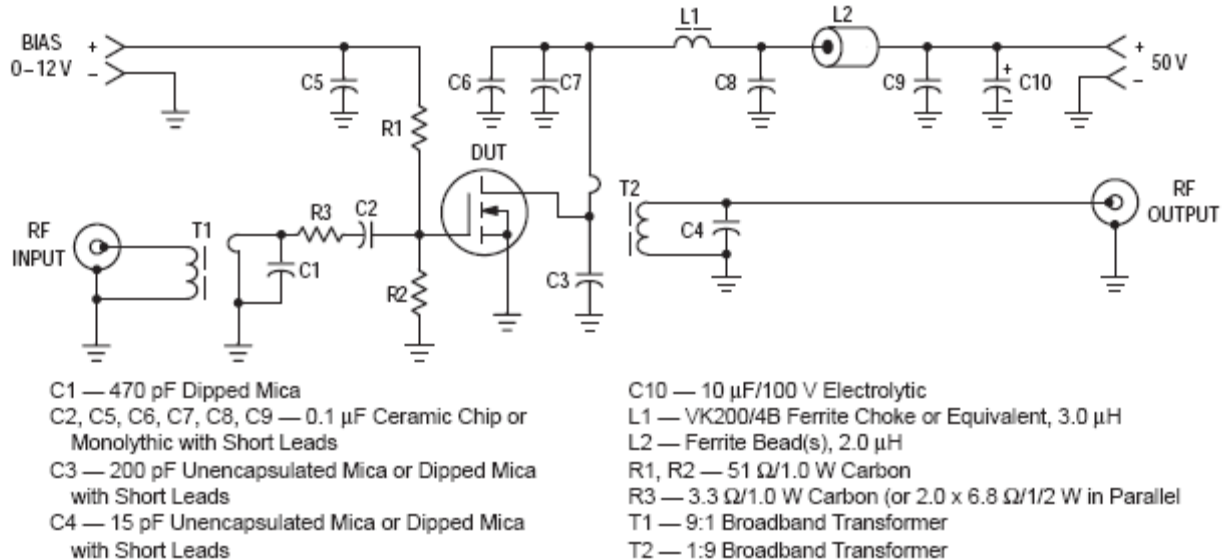 L1
L2
BIAS
0–12 V
+
–
C5
C6
C7
C8
C9
+
–
C10
+
–
50 V
R1
DUT
RF
INPUT
T1
R3
C2
C1
R2
C3
T2
C4
RF
OUTPUT
C1 — 470 pF Dipped Mica
C2, C5, C6, C7, C8, C9 — 0.1 μF Ceramic Chip or
Monolythic with Short Leads
C3 — 200 pF Unencapsulated Mica or Dipped Mica
with Short Leads
C4 — 15 pF Unencapsulated Mica or Dipped Mica
with Short Leads
C10 — 10 μF/100 V Electrolytic
L1 — VK200/4B Ferrite Choke or Equivalent, 3.0 μH
L2 — Ferrite Bead(s), 2.0 μH
R1, R2 — 51 Ω/1.0 W Carbon
R3 — 3.3 Ω/1.0 W Carbon (or 2.0 x 6.8 Ω/1/2 W in Parallel
T1 — 9:1 Broadband Transformer
T2 — 1:9 Broadband Transformer